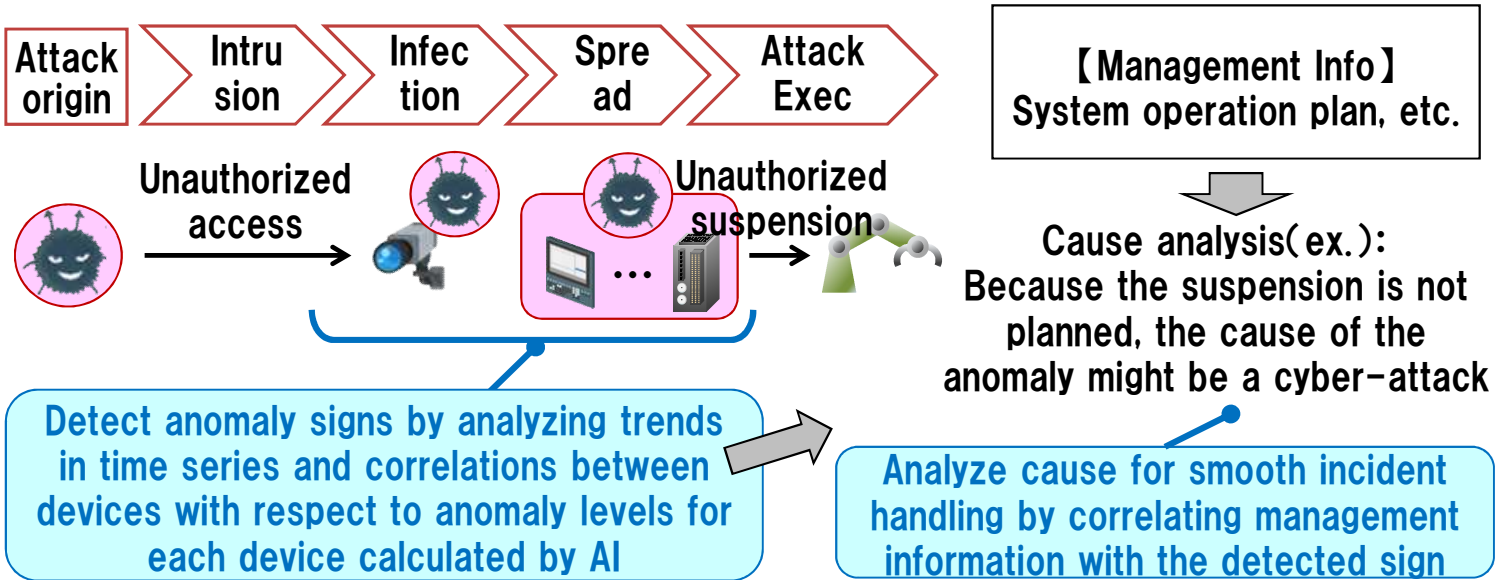 Attack
origin
Intru
sion
Infec
tion
Spre
ad
Attack
Exec
【Management Info】
System operation plan, etc.
Unauthorized
access
Unauthorized
suspension
...
Cause analysis(ex.):
Because the suspension is not
planned, the cause of the
anomaly might be a cyber-attack
Detect anomaly signs by analyzing trends
in time series and correlations between
devices with respect to anomaly levels for
each device calculated by AI
Analyze cause for smooth incident
handling by correlating management
information with the detected sign